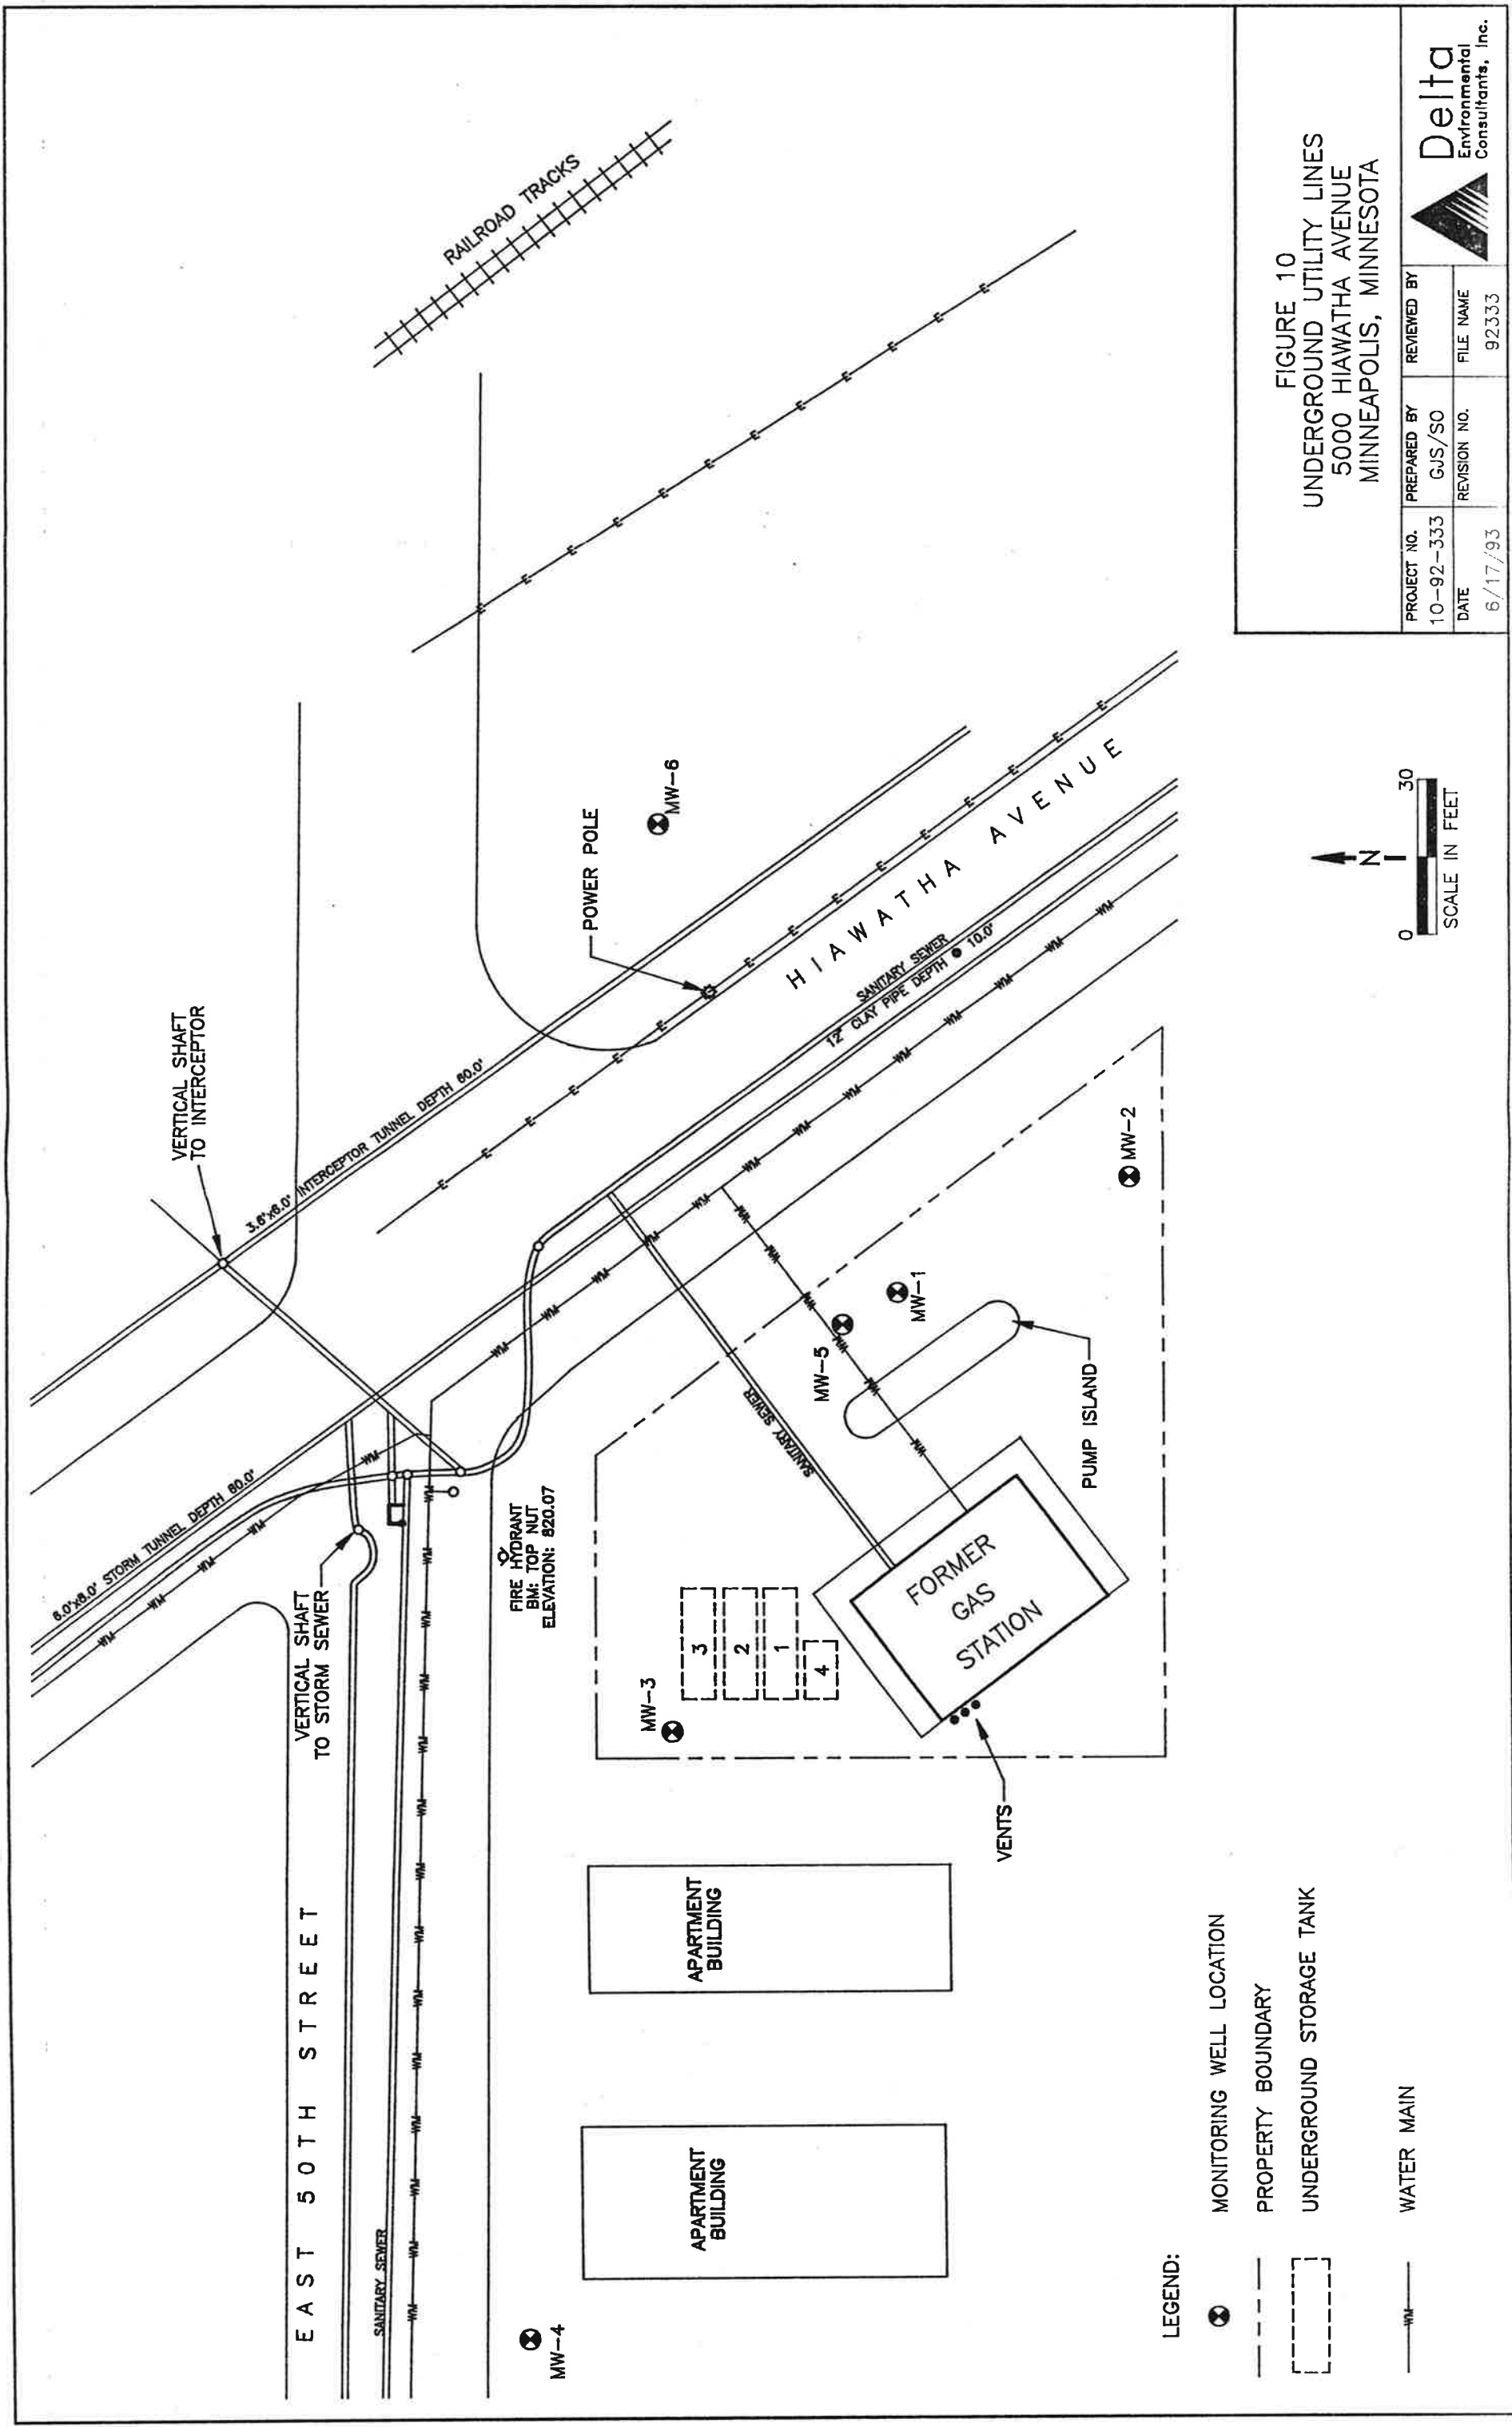 RAILROAD TRACKS
VERTICAL SHAFT
TO INTERCEPTOR
3.6'x6.0' INTERCEPTOR TUNNEL DEPTH 60.0'
POWER POLE
MW-6
6.0'x6.0' STORM TUNNEL DEPTH 60.0'
HIAWATHA AVENUE
SANITARY SEWER
12" CLAY PIPE DEPTH @ 10.0'
VERTICAL SHAFT
TO STORM SEWER
EAST 50TH STREET
SANITARY SEWER
FIRE HYDRANT
BM: TOP NUT
ELEVATION: 820.07
MW-4
MW-3
3
2
1
4
SANITARY SEWER
MW-5
MW-1
MW-2
PUMP ISLAND
FORMER
GAS
STATION
VENTS
APARTMENT
BUILDING
APARTMENT
BUILDING
LEGEND:
MONITORING WELL LOCATION
PROPERTY BOUNDARY
UNDERGROUND STORAGE TANK
WM
WATER MAIN
N
0 30
SCALE IN FEET
FIGURE 10
UNDERGROUND UTILITY LINES
5000 HIAWATHA AVENUE
MINNEAPOLIS, MINNESOTA
PROJECT NO.
10-92-333
PREPARED BY
GJS/SO
REVIEWED BY
DATE
6/17/93
REVISION NO.
FILE NAME
92333
Delta
Environmental
Consultants, Inc.